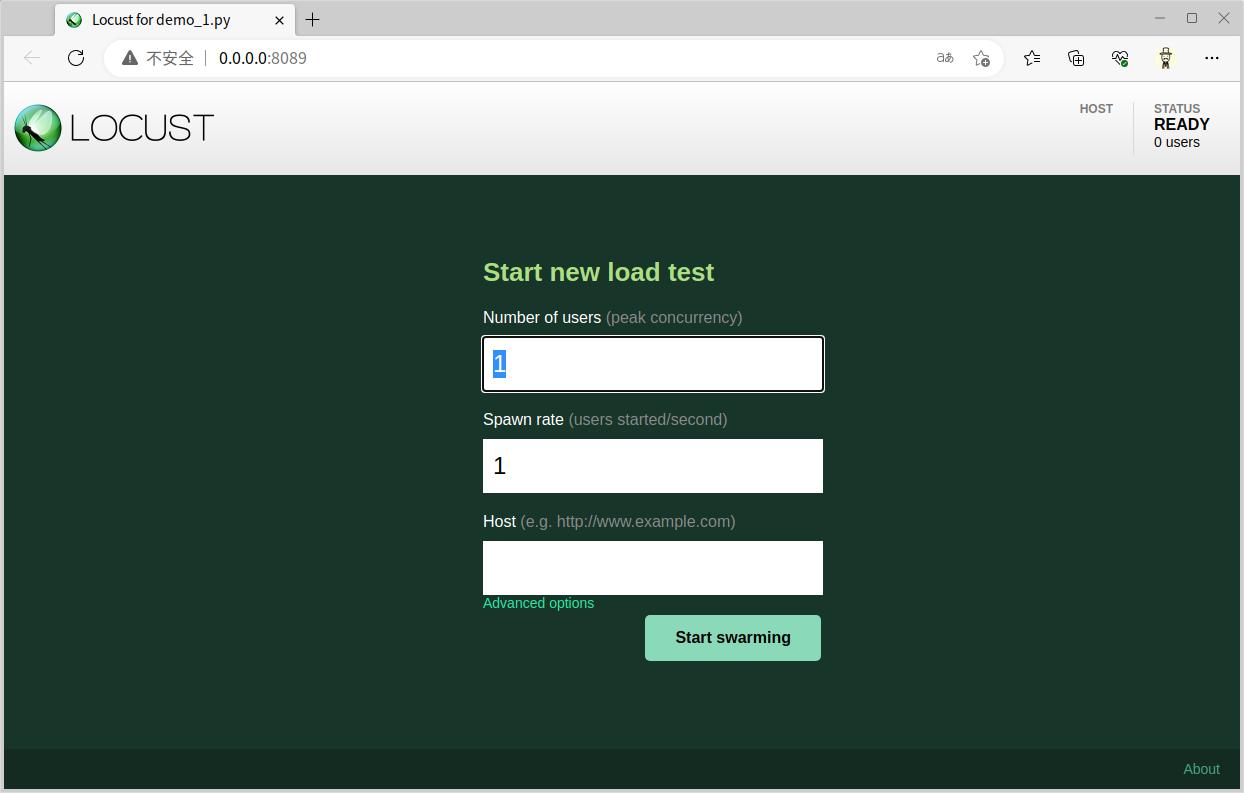 Locust for demo_1.py
不安全 0.0.0.0:8089 aあ
LOCUST
HOST
STATUS
READY
0 users
Start new load test
Number of users (peak concurrency)
1
Spawn rate (users started/second)
1
Host (e.g. http://www.example.com)
Advanced options
Start swarming
About